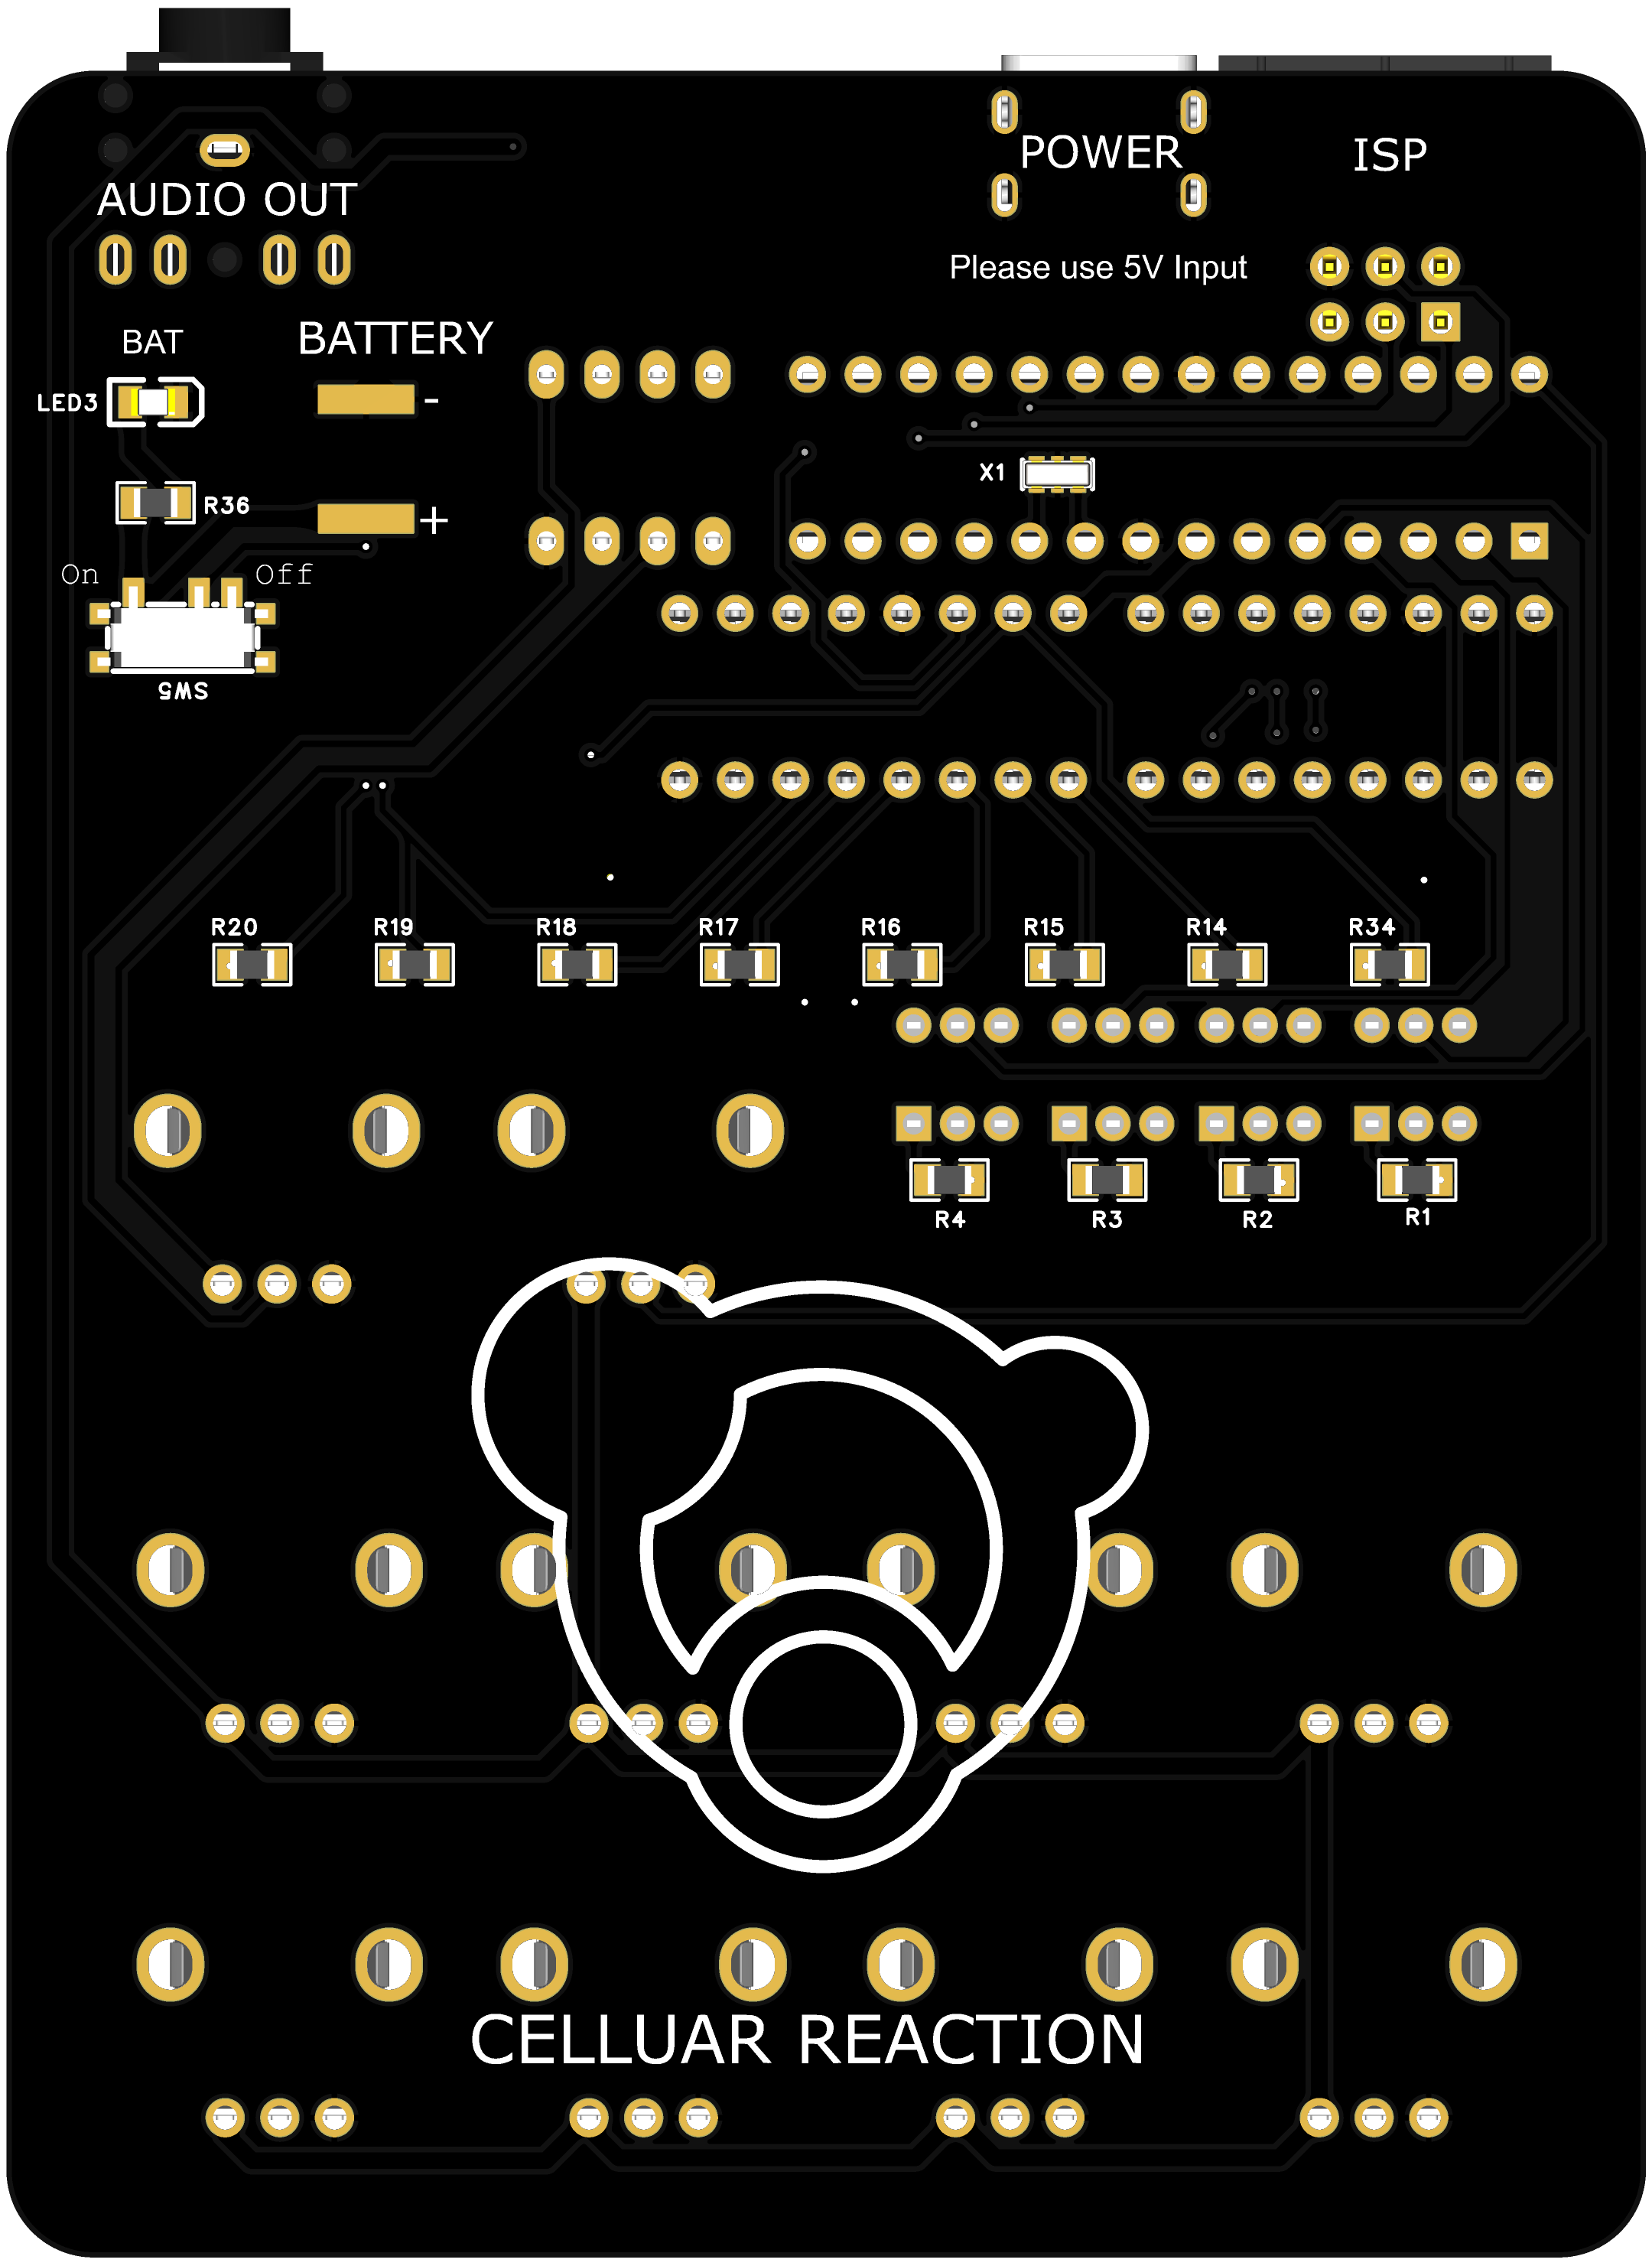 POWER
ISP
AUDIO OUT
Please use 5V Input
BAT
BATTERY
LED3
-
X1
R36
+
On
Off
SW5
R20
R19
R18
R17
R16
R15
R14
R34
R4
R3
R2
R1
CELLUAR REACTION